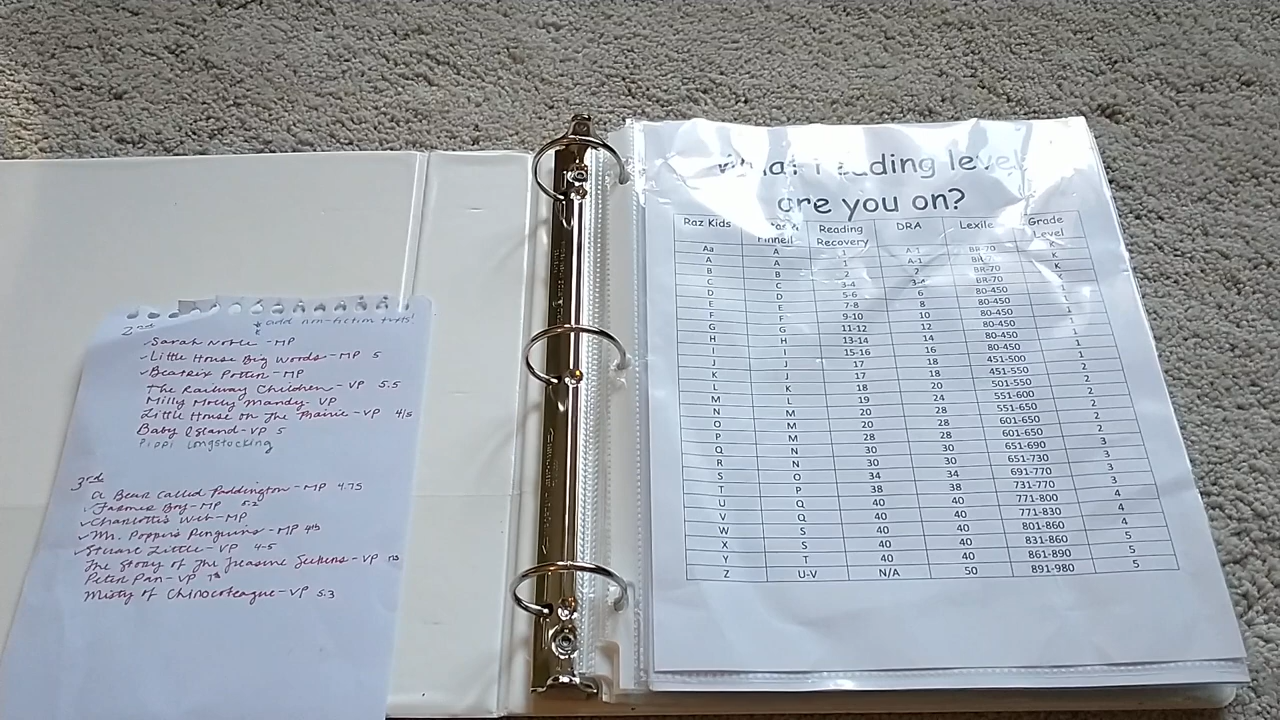 2nd
* add non-fiction texts!
✓ Sarah Noble - MP
✓ Little House Big Woods - MP 5
✓ Beatrix Potter - MP
The Railway Children - VP 5.5
Milly Molly Mandy - VP
Little House on The Prairie - VP 4/5
Baby Island - VP 5
Pippi Longstocking
3rd
A Bear Called Paddington - MP 4.75
Farmer Boy - MP 5.2
✓ Charlotte's Web - MP
✓ Mr. Popper's Penguins - MP 4th
✓ Stuart Little - VP 4-5
The Story of The Treasure Seekers - VP
Peter Pan - VP
Misty of Chincoteague - VP 5.3
What reading level
are you on?
Raz Kids Pinnell Reading Recovery DRA Lexile Grade Level
Aa A 1 A-1 BR-70 K
A A 1 A-1 BR-70 K
B B 2 2 BR-70 K
C C 3-4 3-4 BR-70 1
D D 5-6 6 80-450 1
E E 7-8 8 80-450 1
F F 9-10 10 80-450 1
G G 11-12 12 80-450 1
H H 13-14 14 80-450 1
I I 15-16 16 80-450 1
J J 17 18 451-500 2
K J 17 18 451-550 2
L K 18 20 501-550 2
M L 19 24 551-600 2
N M 20 28 551-650 2
O M 20 28 601-650 2
P M 28 28 601-650 3
Q N 30 30 651-690 3
R N 30 30 651-730 3
S O 34 34 691-770 3
T P 38 38 731-770 4
U Q 40 40 771-800 4
V Q 40 40 771-830 4
W S 40 40 801-860 5
X S 40 40 831-860 5
Y T 40 40 861-890 5
Z U-V N/A 50 891-980